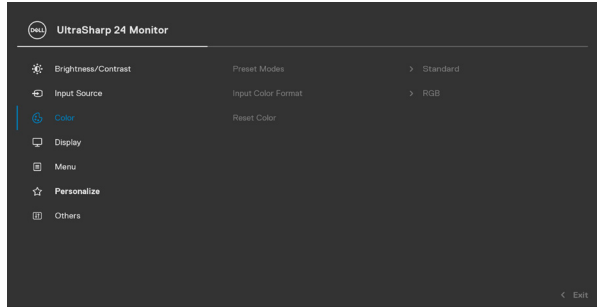 DELL UltraSharp 24 Monitor
Brightness/Contrast Preset Modes > Standard
Input Source Input Color Format > RGB
Color Reset Color
Display
Menu
Personalize
Others
< Exit